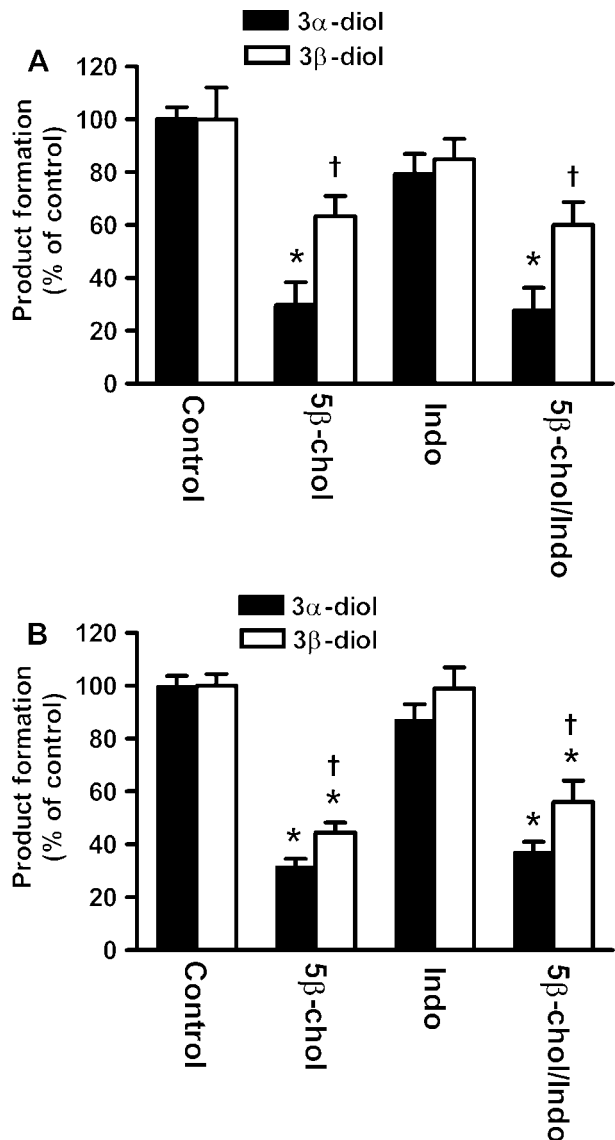 3α-diol
3β-diol
A
Product formation
(% of control)
120
100
80
60
40
20
0
†
*
†
*
Control
5β-chol
Indo
5β-chol/Indo
3α-diol
3β-diol
B
Product formation
(% of control)
120
100
80
60
40
20
0
†
* *
†
* *
Control
5β-chol
Indo
5β-chol/Indo